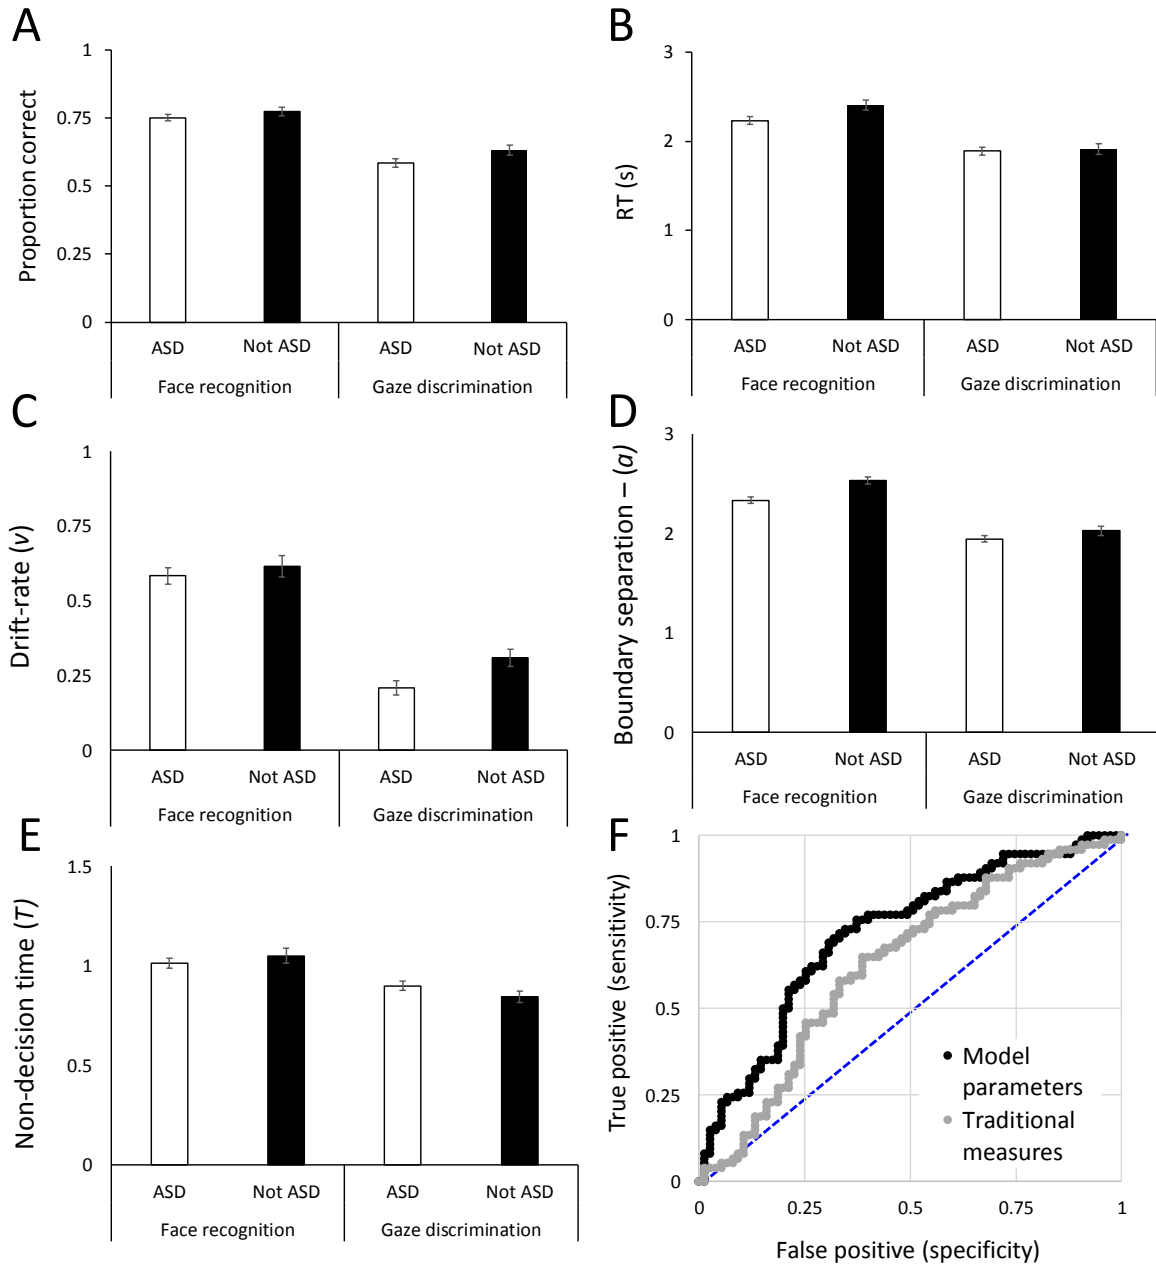 A
Proportion correct
1
0.75
0.5
0.25
0
ASD
Not ASD
ASD
Not ASD
Face recognition
Gaze discrimination
B
RT (s)
3
2
1
0
ASD
Not ASD
ASD
Not ASD
Face recognition
Gaze discrimination
C
Drift-rate (v)
1
0.75
0.5
0.25
0
ASD
Not ASD
ASD
Not ASD
Face recognition
Gaze discrimination
D
Boundary separation – (a)
3
2
1
0
ASD
Not ASD
ASD
Not ASD
Face recognition
Gaze discrimination
E
Non-decision time (T)
1.5
1
0.5
0
ASD
Not ASD
ASD
Not ASD
Face recognition
Gaze discrimination
F
True positive (sensitivity)
1
0.75
0.5
0.25
0
Model
parameters
Traditional
measures
0
0.25
0.5
0.75
1
False positive (specificity)